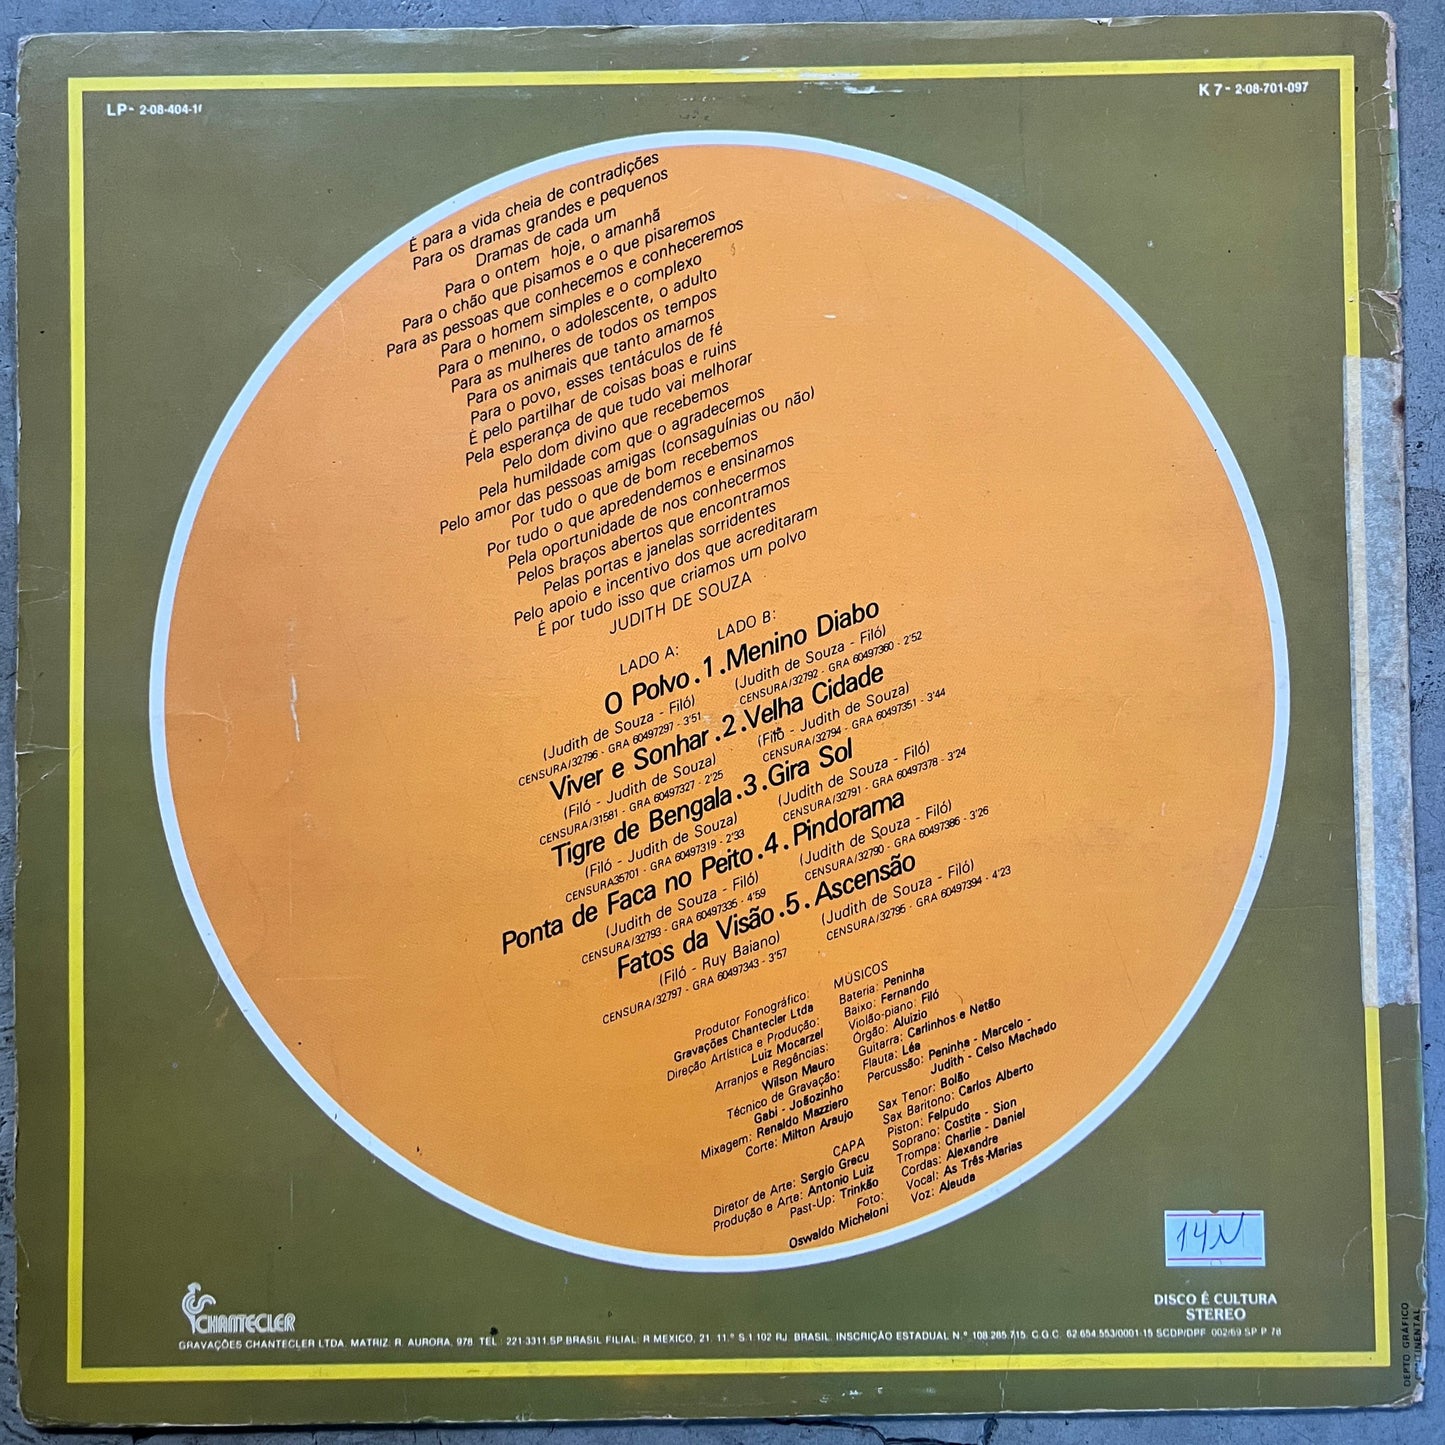 LP- 2-08-404-1
K 7 - 2-08-701-097
É para a vida cheia de contradições
Para os dramas grandes e pequenos
Dramas de cada um
Para o ontem hoje, o amanhã
Para o chão que pisamos e o que pisaremos
Para as pessoas que conhecemos e conheceremos
Para o homem simples e o complexo
Para o menino, o adolescente, o adulto
Para as mulheres de todos os tempos
Para os animais que tanto amamos
Para o povo, esses tentáculos de fé
É pelo partilhar de coisas boas e ruins
Pela esperança de que tudo vai melhorar
Pelo dom divino que recebemos
Pela humildade com que o agradecemos
Pelo amor das pessoas amigas (consaguínias ou não)
Por tudo o que de bom recebemos
Por tudo o que apredendemos e ensinamos
Pela oportunidade de nos conhecermos
Pelos braços abertos que encontramos
Pelas portas e janelas sorridentes
Pelo apoio e incentivo dos que acreditaram
É por tudo isso que criamos um polvo
JUDITH DE SOUZA
LADO A:
O Polvo . 1
(Judith de Souza - Filó)
CENSURA/32796 - GRA 60497297 - 3'51
Viver e Sonhar . 2
(Filó - Judith de Souza)
CENSURA/31581 - GRA 60497327 - 2'25
Tigre de Bengala . 3
(Filó - Judith de Souza)
CENSURA35701 - GRA 60497319 - 2'33
Ponta de Faca no Peito . 4
(Judith de Souza - Filó)
CENSURA/32793 - GRA 60497335 - 4'59
Fatos da Visão . 5
(Filó - Ruy Baiano)
CENSURA/32797 - GRA 60497343 - 3'57
LADO B:
. Menino Diabo
(Judith de Souza - Filó)
CENSURA/32792 - GRA 60497360 - 2'52
. Velha Cidade
(Filó - Judith de Souza)
CENSURA/32794 - GRA 60497351 - 3'44
. Gira Sol
(Judith de Souza - Filó)
CENSURA/32791 - GRA 60497378 - 3'24
. Pindorama
(Judith de Souza - Filó)
CENSURA/32790 - GRA 60497386 - 3'26
. Ascensão
(Judith de Souza - Filó)
CENSURA/32795 - GRA 60497394 - 4'23
Produtor Fonográfico:
Gravações Chantecler Ltda
Direção Artística e Produção:
Luiz Mocarzel
Arranjos e Regências:
Wilson Mauro
Técnico de Gravação:
Gabi - Joãozinho
Mixagem: Renaldo Mazziero
Corte: Milton Araujo
CAPA
Diretor de Arte: Sergio Grecu
Produção e Arte: Antonio Luiz
Past-Up: Trinkão
Foto:
Oswaldo Micheloni
MÚSICOS
Bateria: Peninha
Baixo: Fernando
Violão-piano: Filó
Órgão: Aluizio
Guitarra: Carlinhos e Netão
Flauta: Léa
Percussão: Peninha - Marcelo -
Judith - Celso Machado
Sax Tenor: Bolão
Sax Barítono: Carlos Alberto
Piston: Felpudo
Soprano: Costita - Sion
Trompa: Charlie - Daniel
Cordas: Alexandre
Vocal: As Três Marias
Voz: Aleuda
14N
CHANTECLER
DISCO É CULTURA
STEREO
GRAVAÇÕES CHANTECLER LTDA. MATRIZ: R. AURORA, 978 TEL: 221-3311.SP BRASIL FILIAL: R MEXICO, 21. 11.º S 1.102 RJ. BRASIL. INSCRIÇÃO ESTADUAL N.º 108.285.715. C.G.C. 62.654.553/0001-15 SCDP/DPF 002/69 SP P 78
DEPTO GRÁFICO